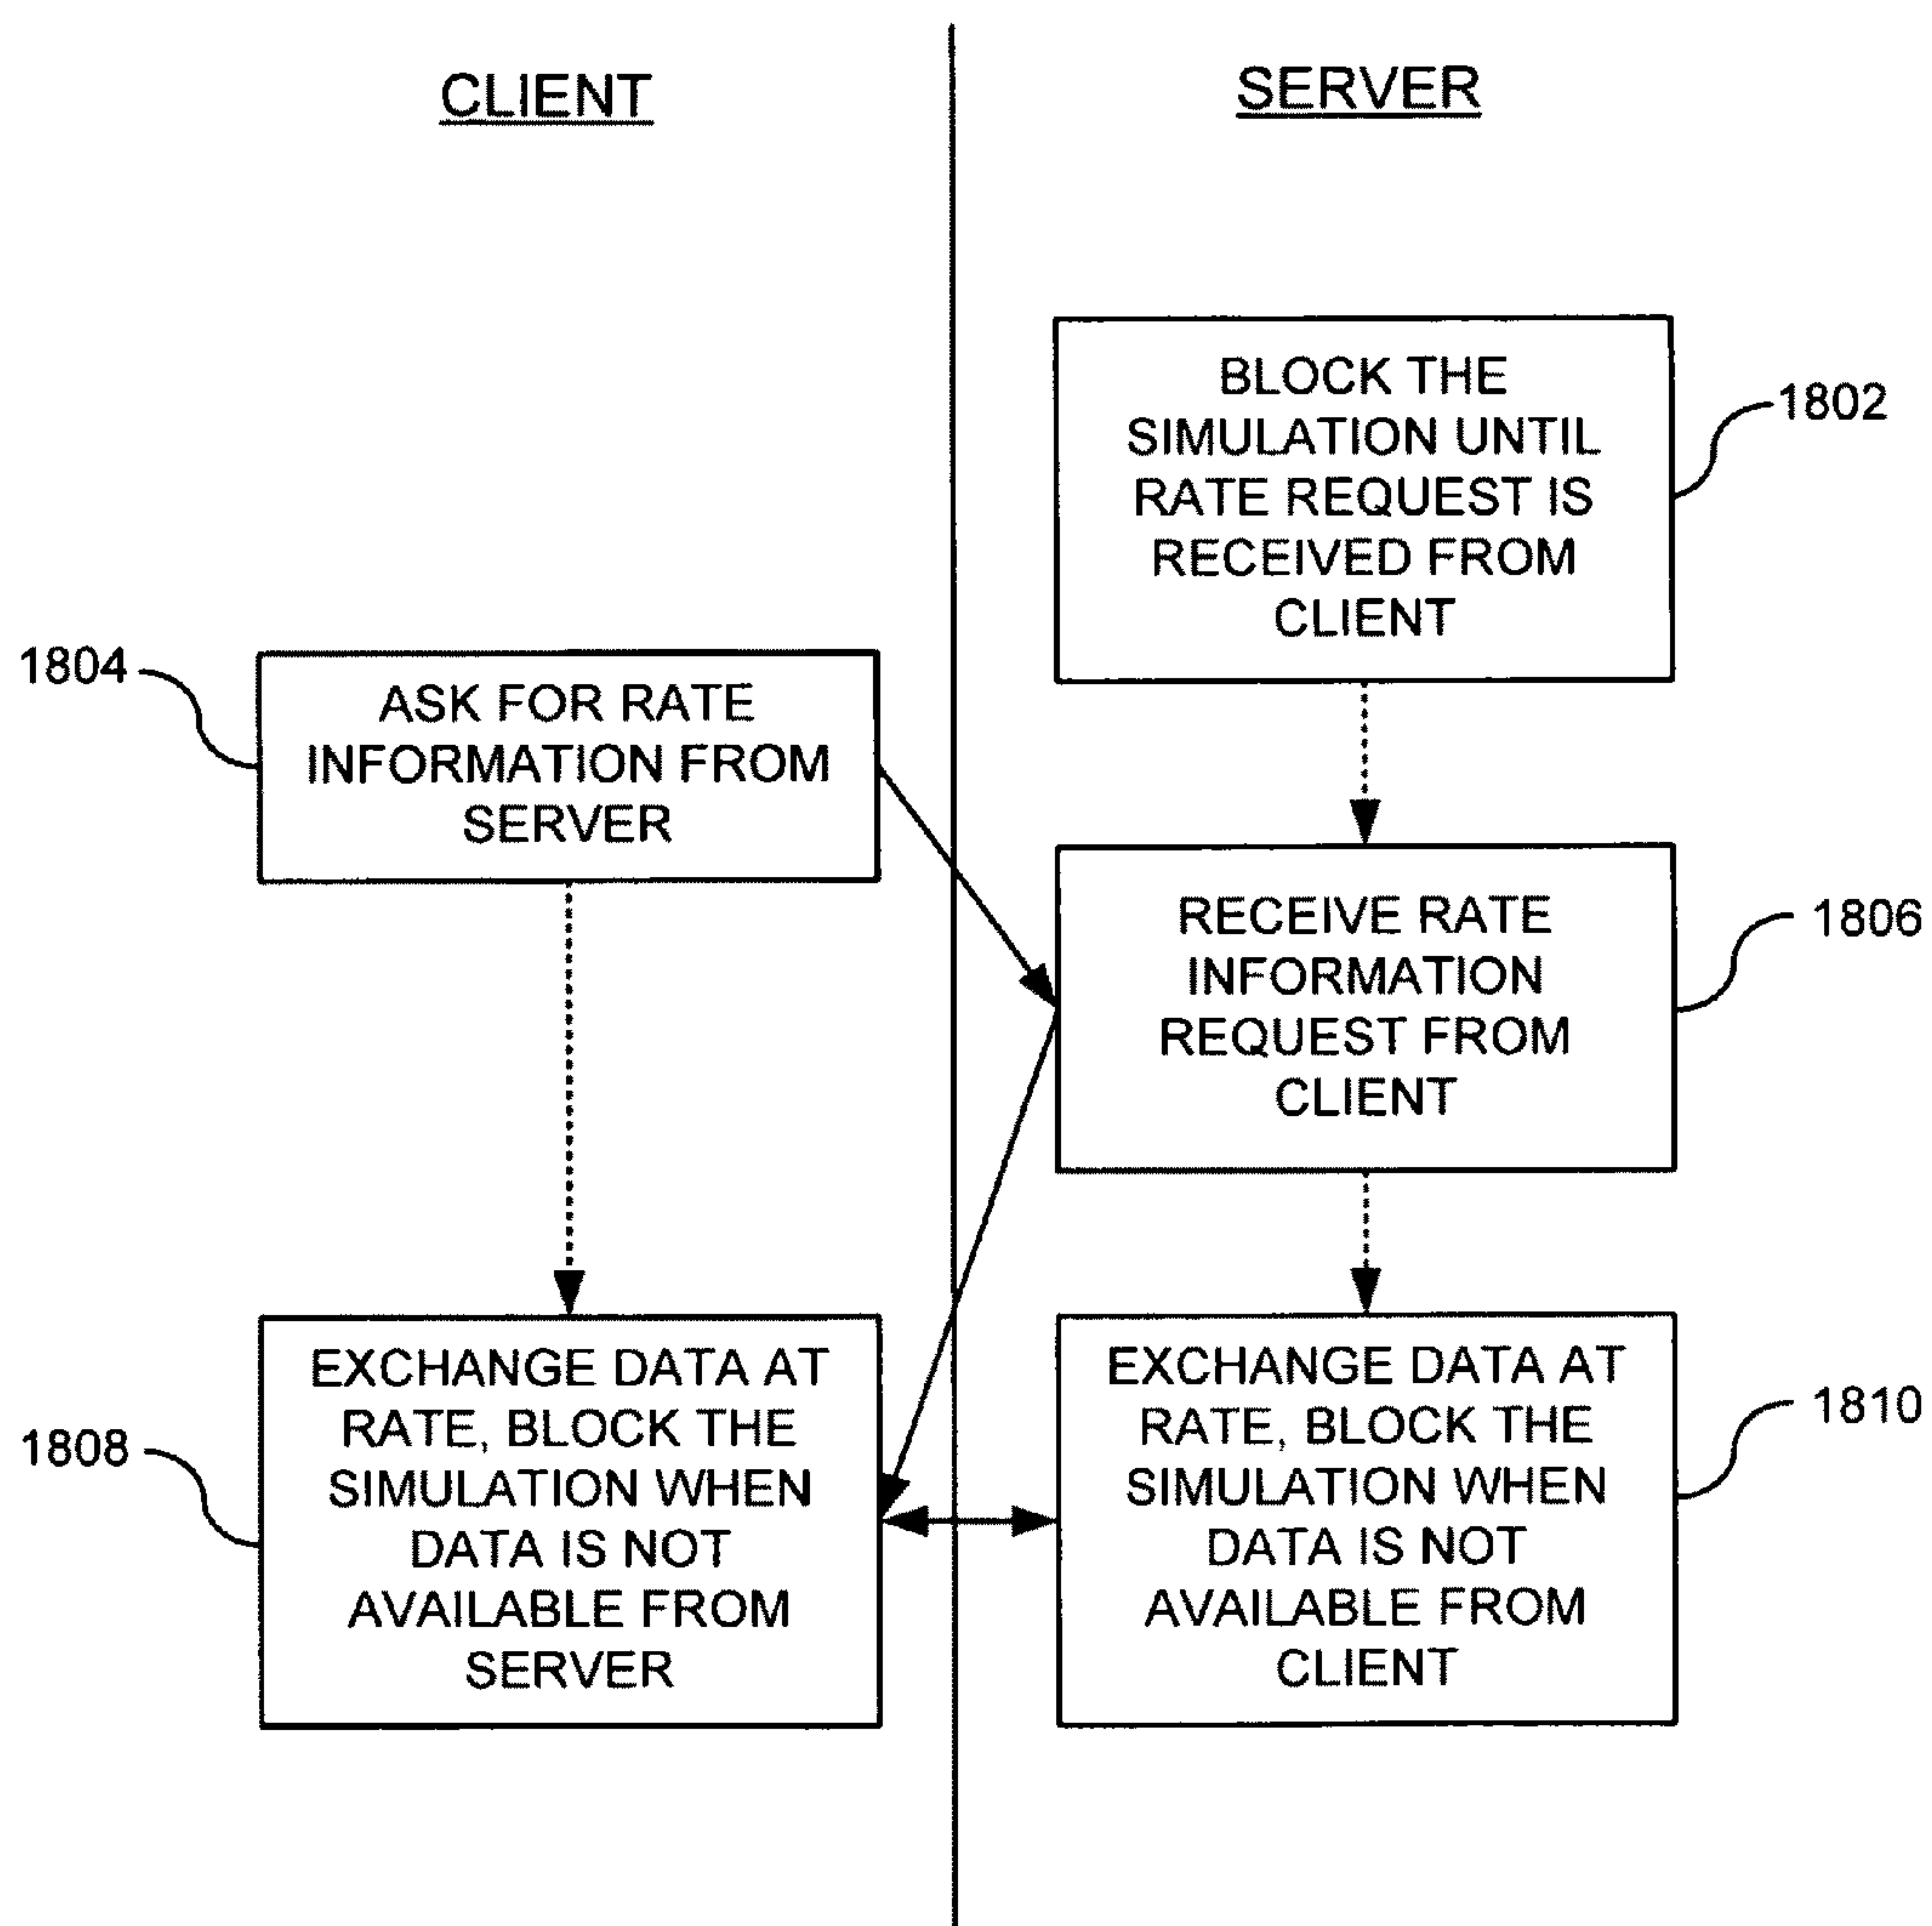 CLIENT
SERVER
BLOCK THE
SIMULATION UNTIL
RATE REQUEST IS
RECEIVED FROM
CLIENT
1802
1804
ASK FOR RATE
INFORMATION FROM
SERVER
RECEIVE RATE
INFORMATION
REQUEST FROM
CLIENT
1806
1808
EXCHANGE DATA AT
RATE, BLOCK THE
SIMULATION WHEN
DATA IS NOT
AVAILABLE FROM
SERVER
EXCHANGE DATA AT
RATE, BLOCK THE
SIMULATION WHEN
DATA IS NOT
AVAILABLE FROM
CLIENT
1810